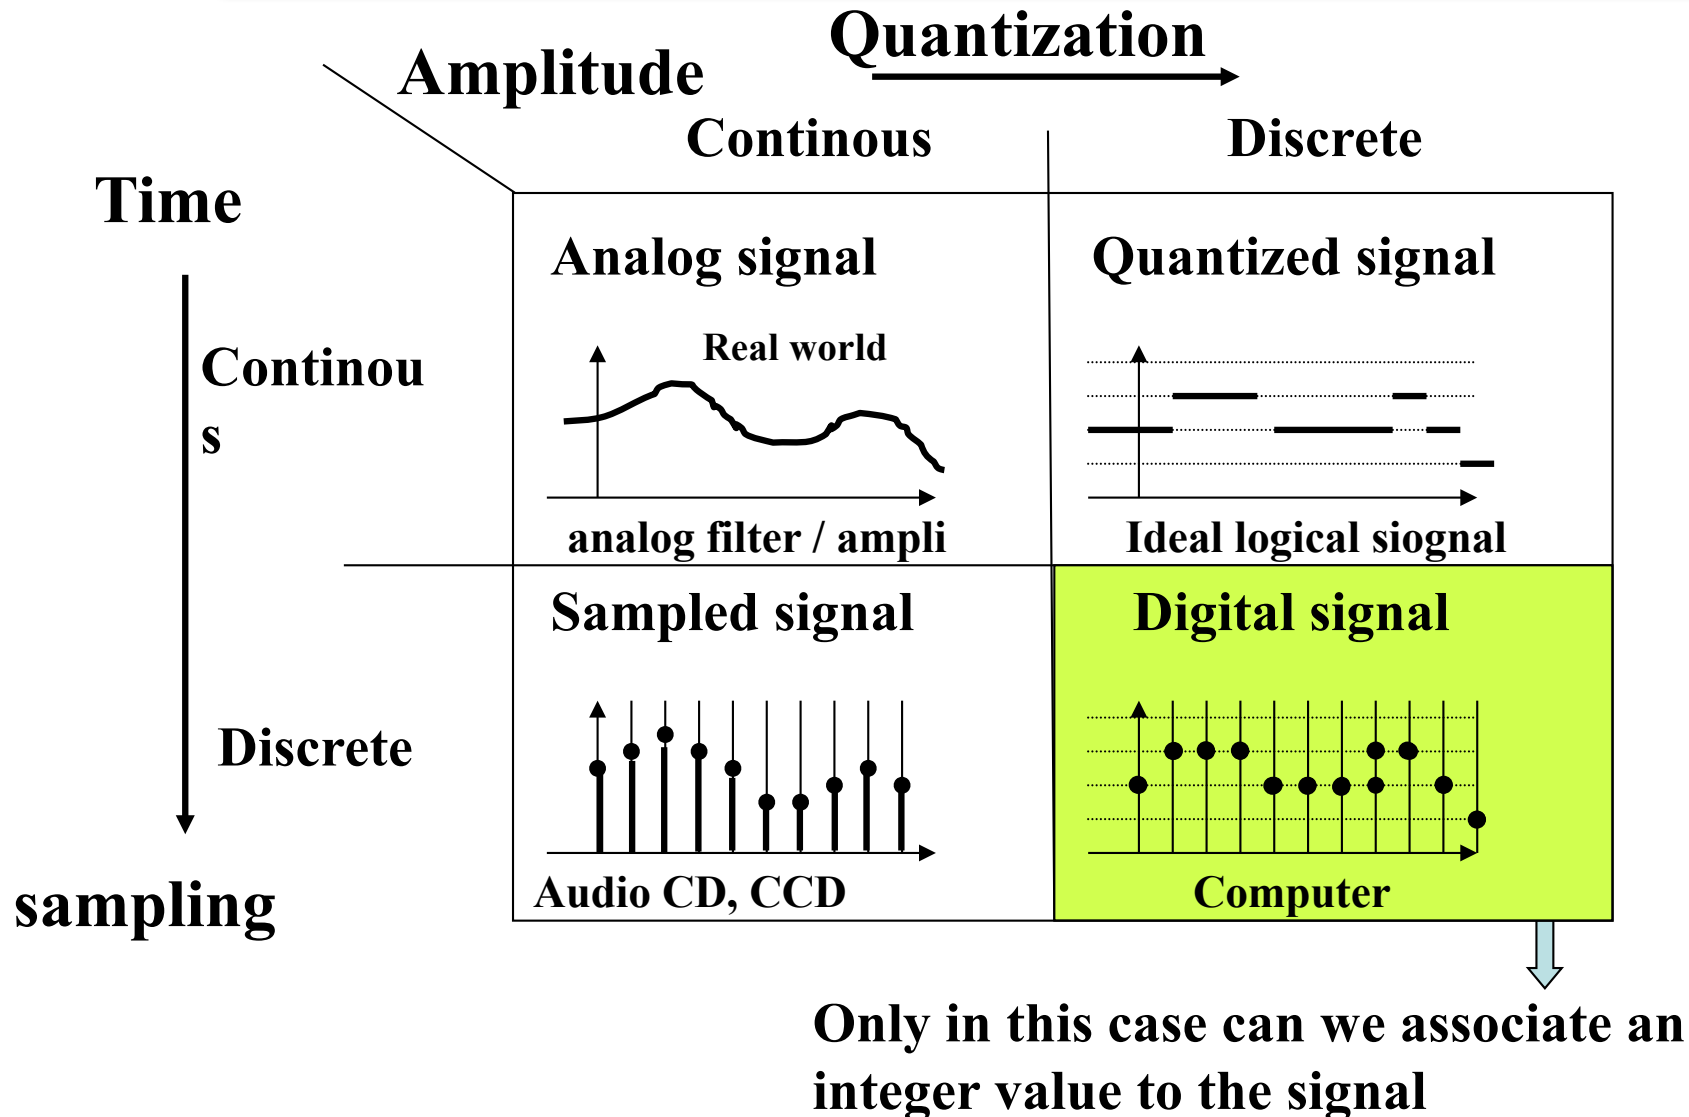 Quantization
Amplitude
Continous
Discrete
Time
Analog signal
Quantized signal
Real world
Continou
s
analog filter / ampli
Ideal logical siognal
Sampled signal
Digital signal
Discrete
Audio CD, CCD
Computer
sampling
Only in this case can we associate an
integer value to the signal